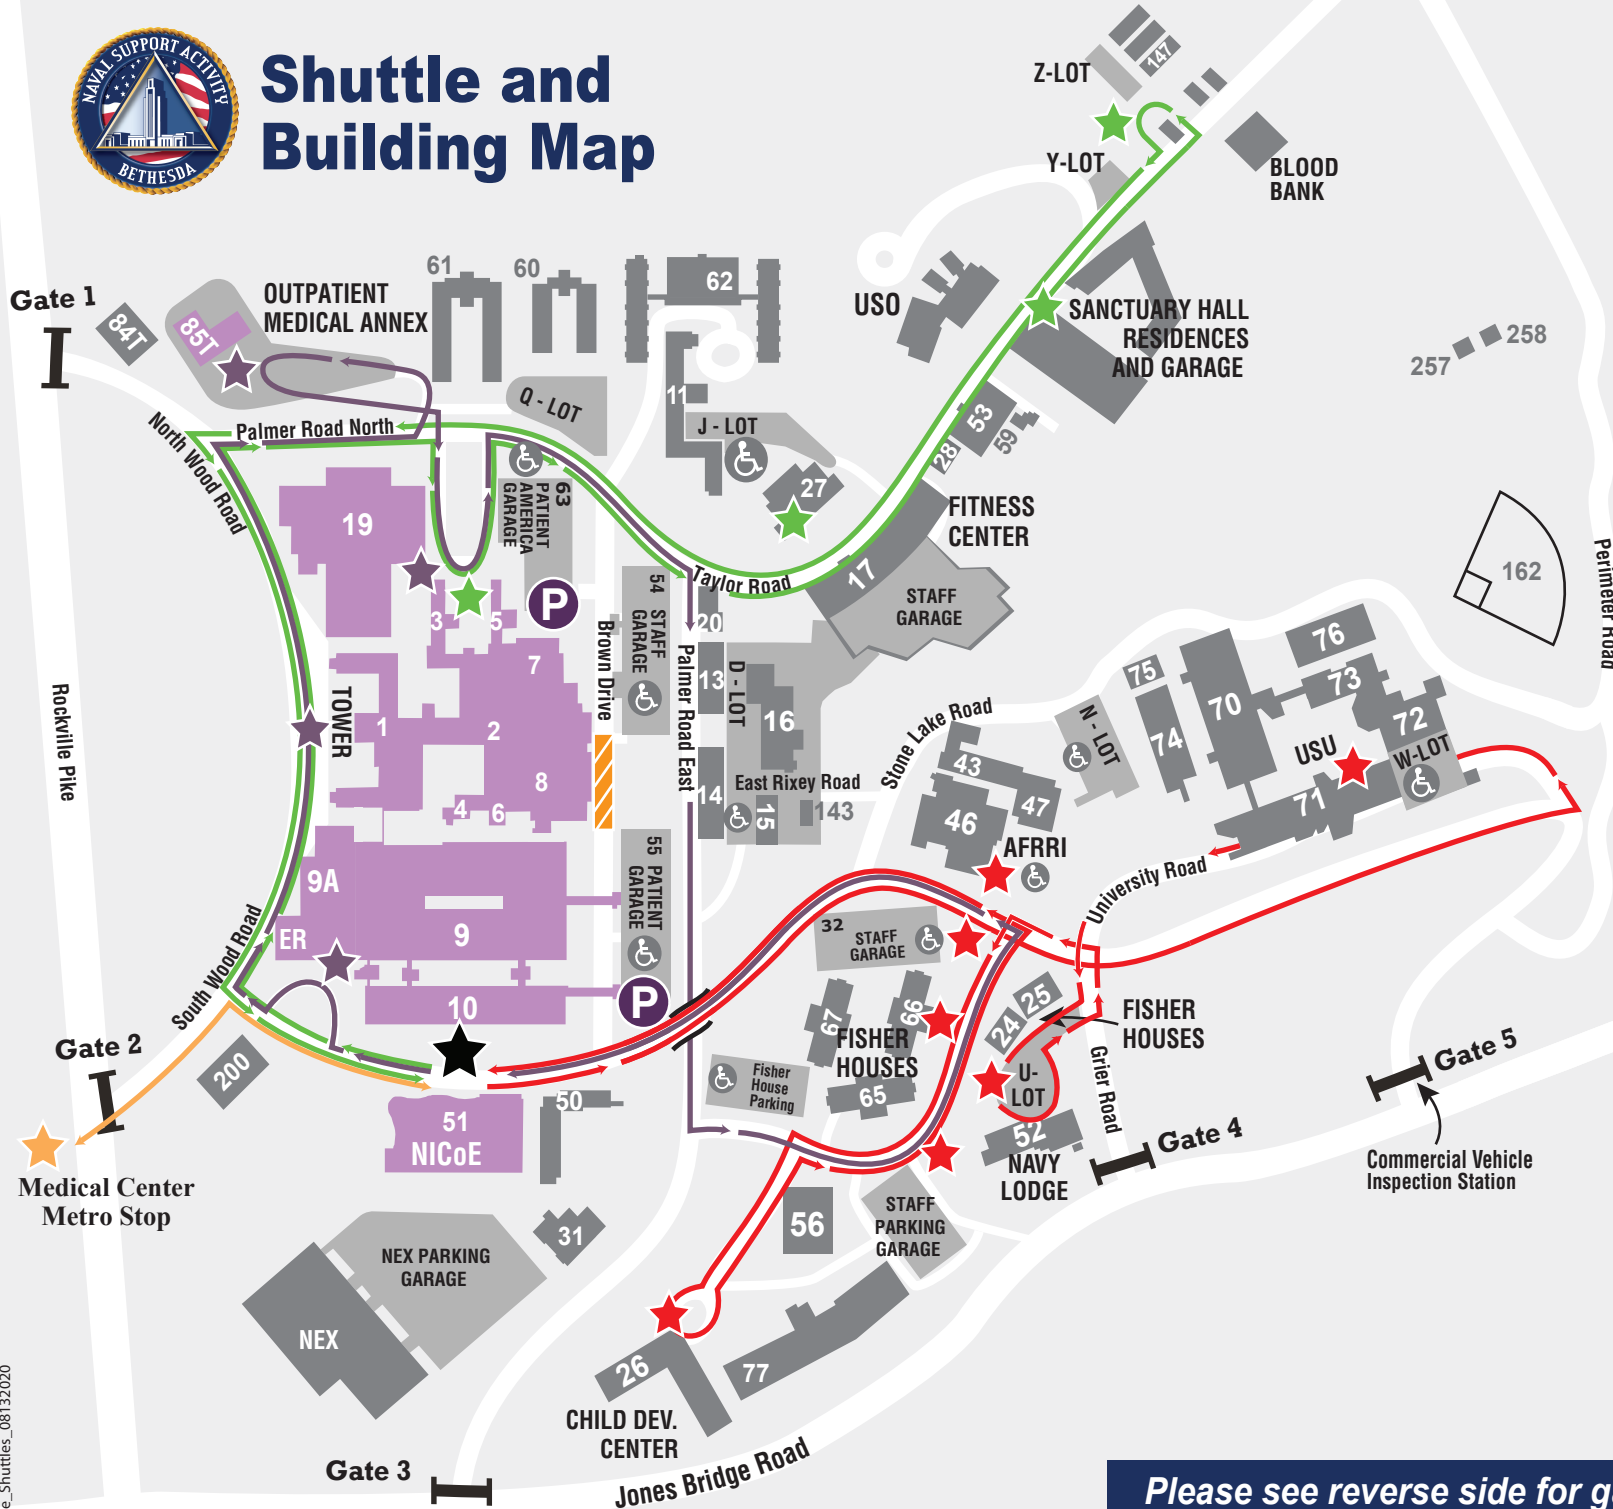 NAVAL SUPPORT ACTIVITY
BETHESDA
Shuttle and
Building Map
Z-LOT
147
Y-LOT
BLOOD
BANK
Gate 1
84T
85T
OUTPATIENT
MEDICAL ANNEX
61
60
62
USO
SANCTUARY HALL
RESIDENCES
AND GARAGE
257
258
Q - LOT
11
J - LOT
53
59
28
27
North Wood Road
Palmer Road North
63
PATIENT
AMERICA
GARAGE
19
FITNESS
CENTER
17
Taylor Road
STAFF
GARAGE
162
Perimeter Road
3
5
P
54 STAFF
GARAGE
20
Brown Drive
7
13
D - LOT
Palmer Road East
16
TOWER
1
2
8
4
6
14
East Rixey Road
15
143
Rockville Pike
Stone Lake Road
N - LOT
75
74
70
76
73
72
W-LOT
USU
71
43
46
47
AFRRI
University Road
9A
ER
9
55 PATIENT
GARAGE
10
P
South Wood Road
32
STAFF
GARAGE
67
66
FISHER
HOUSES
65
24
25
FISHER
HOUSES
U-
LOT
Grier Road
Gate 2
200
Fisher
House
Parking
50
51
NICoE
52
NAVY
LODGE
Gate 4
Gate 5
Commercial Vehicle
Inspection Station
Medical Center
Metro Stop
NEX PARKING
GARAGE
31
56
STAFF
PARKING
GARAGE
NEX
26
77
CHILD DEV.
CENTER
Gate 3
Jones Bridge Road
e_Shuttles_08132020
Please see reverse side for g